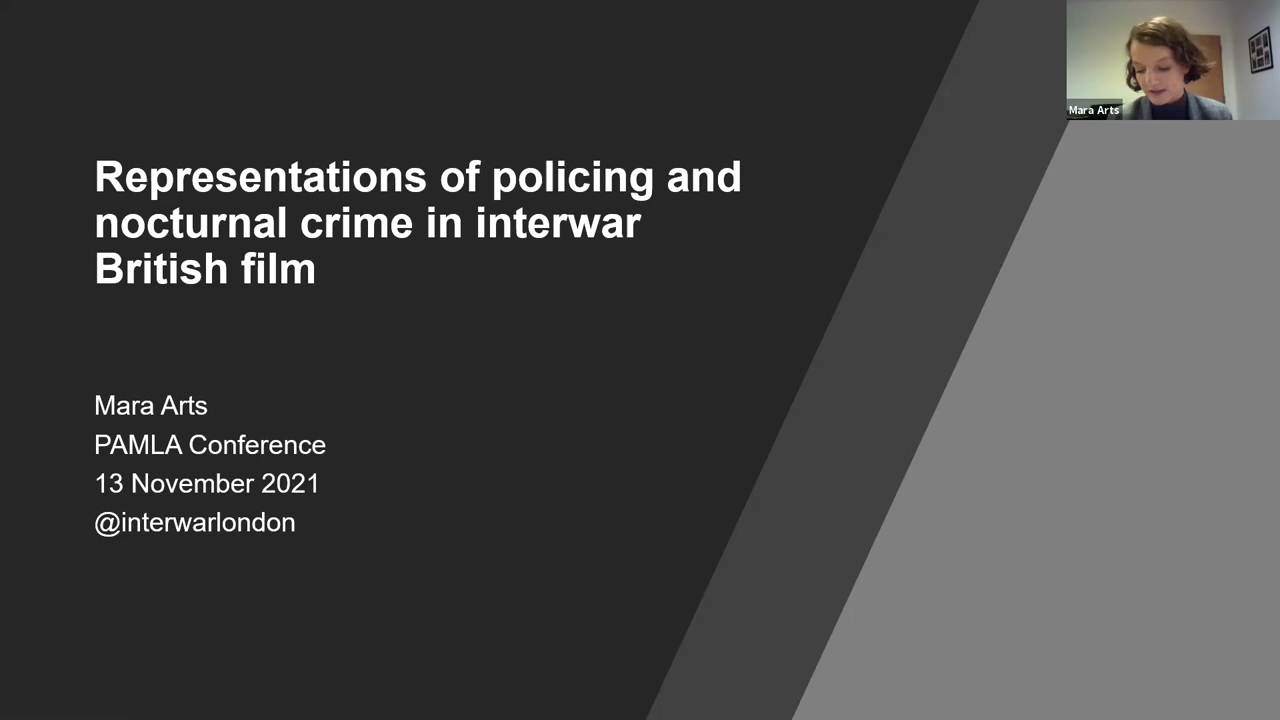 Representations of policing and
nocturnal crime in interwar
British film
Mara Arts
PAMLA Conference
13 November 2021
@interwarlondon
Mara Arts